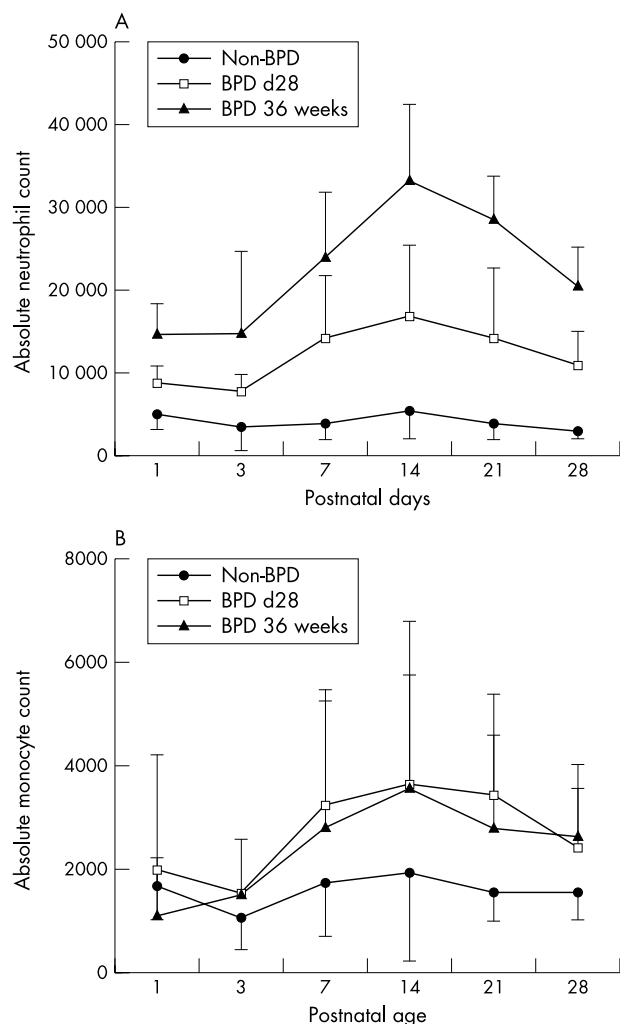 A
50 000
40 000
30 000
20 000
10 000
0
Absolute neutrophil count
Non-BPD
BPD d28
BPD 36 weeks
1 3 7 14 21 28
Postnatal days
B
8000
6000
4000
2000
0
Absolute monocyte count
Non-BPD
BPD d28
BPD 36 weeks
1 3 7 14 21 28
Postnatal age